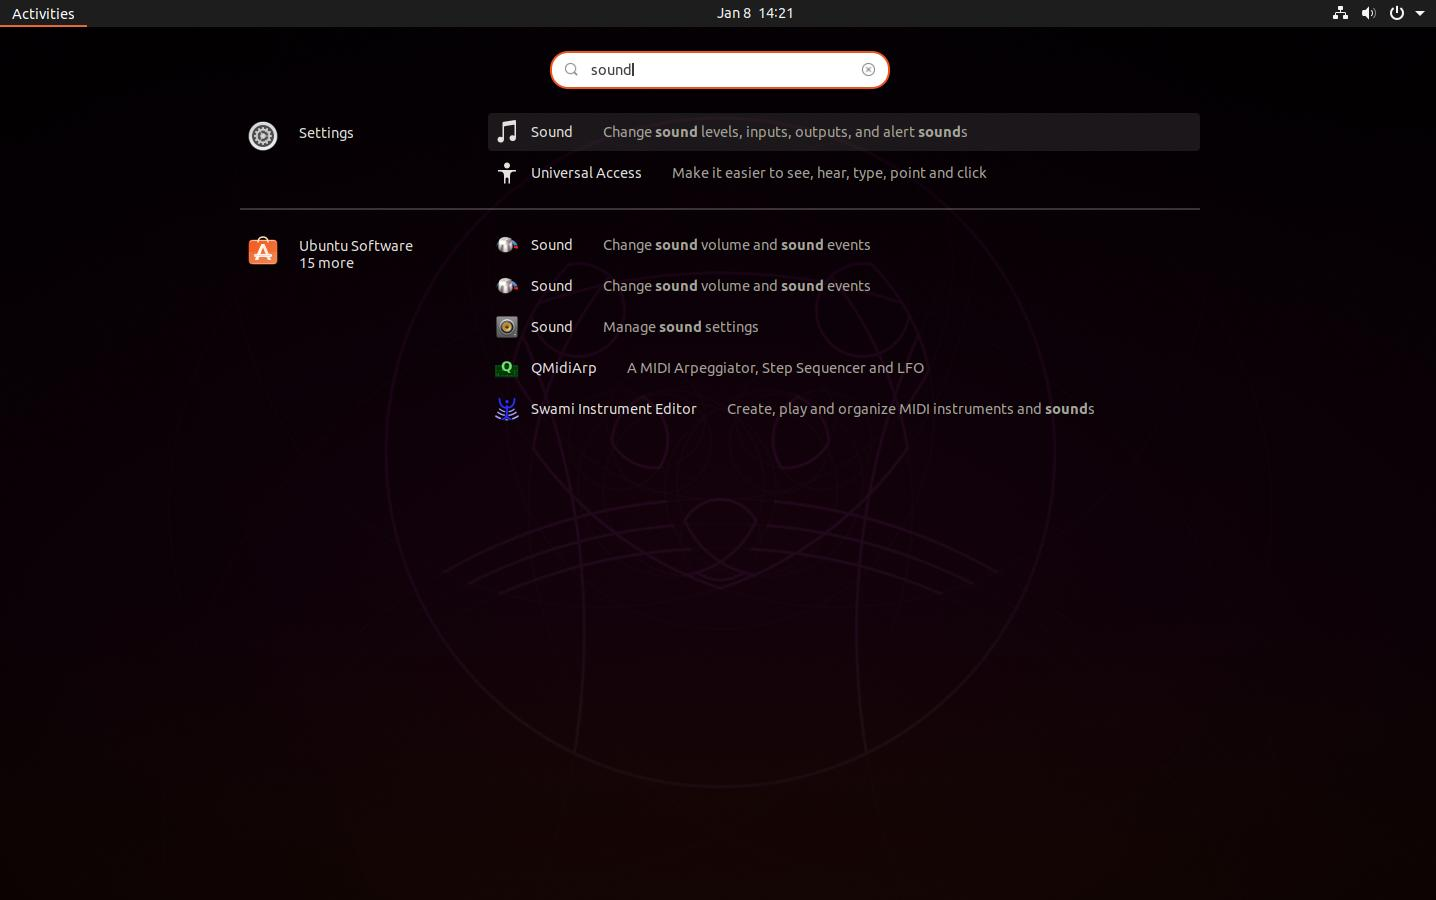 Activities
Jan 8 14:21
sound
Settings
Sound Change sound levels, inputs, outputs, and alert sounds
Universal Access Make it easier to see, hear, type, point and click
Ubuntu Software
15 more
Sound Change sound volume and sound events
Sound Change sound volume and sound events
Sound Manage sound settings
QMidiArp A MIDI Arpeggiator, Step Sequencer and LFO
Swami Instrument Editor Create, play and organize MIDI instruments and sounds